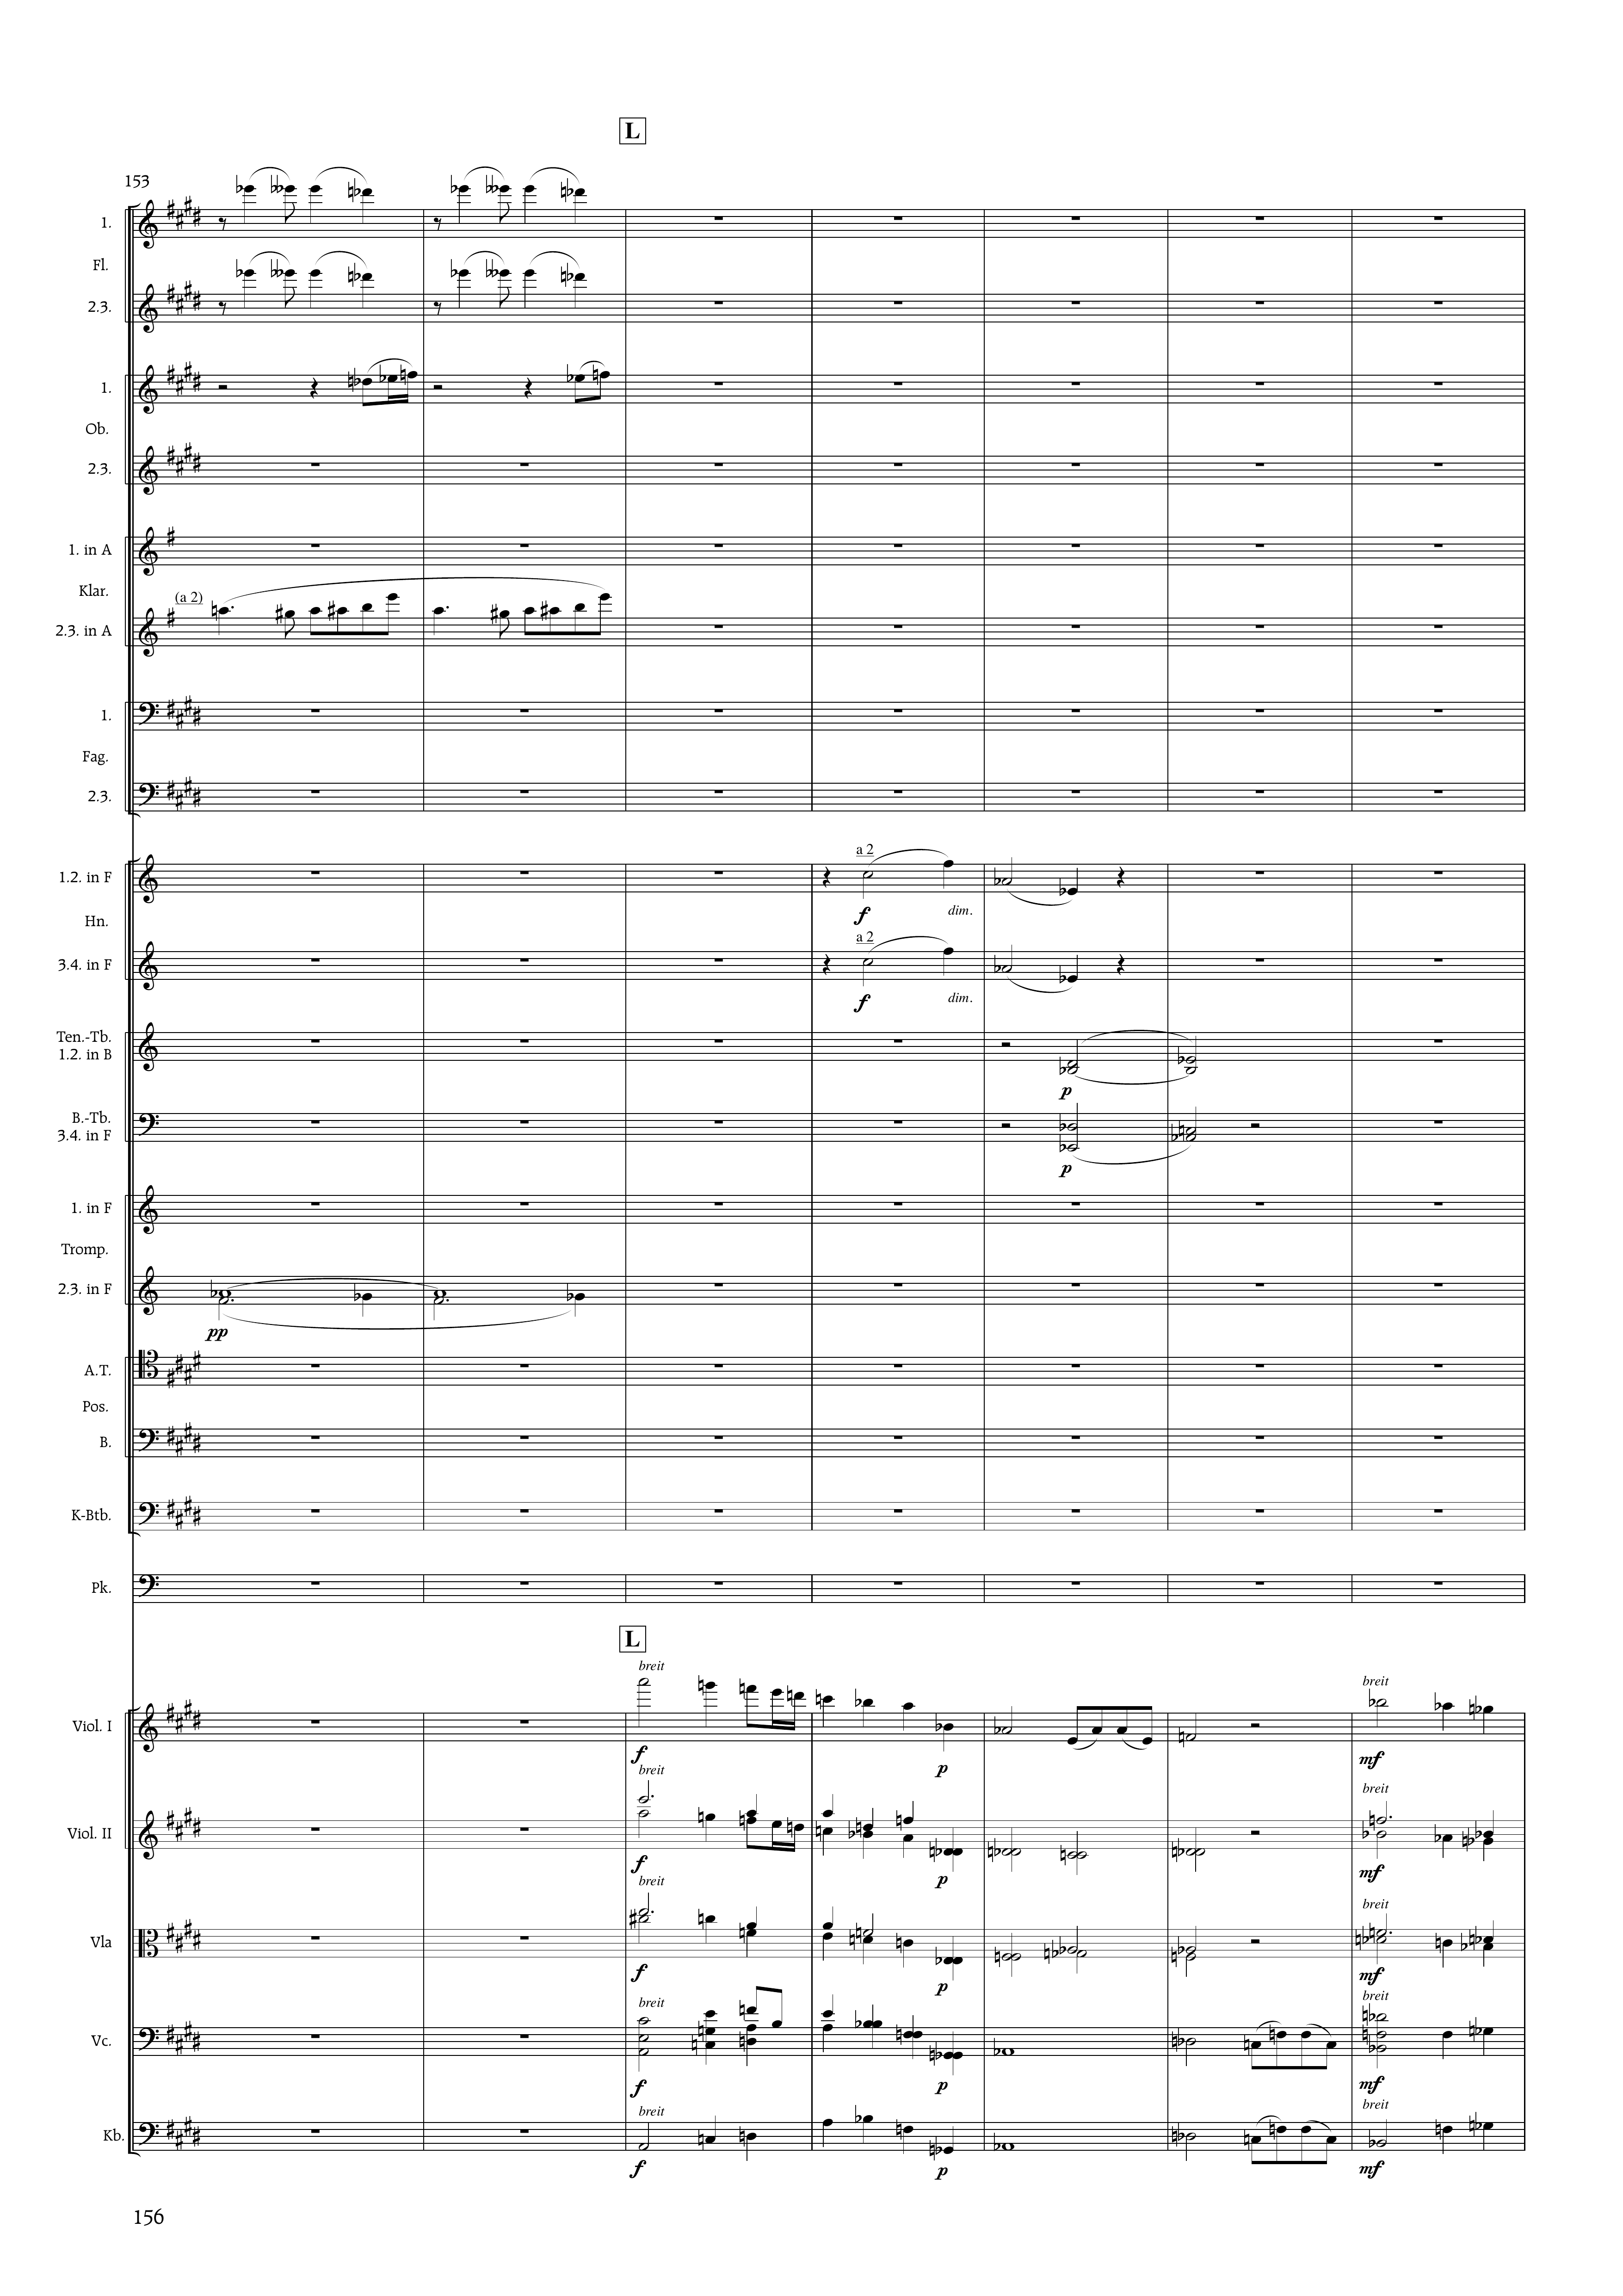 L
153
1.
Fl.
2.3.
1.
Ob.
2.3.
1. in A
Klar.
(a 2)
2.3. in A
1.
Fag.
2.3.
a 2
1.2. in F
f dim.
Hn.
a 2
3.4. in F
f dim.
Ten.-Tb.
1.2. in B
p
B.-Tb.
3.4. in F
p
1. in F
Tromp.
2.3. in F
pp
A.T.
Pos.
B.
K-Btb.
Pk.
L
breit breit
Viol. I
f p mf
breit breit
Viol. II
f p mf
breit breit
Vla
f p mf
breit breit
Vc.
f p mf
breit breit
Kb.
f p mf
156